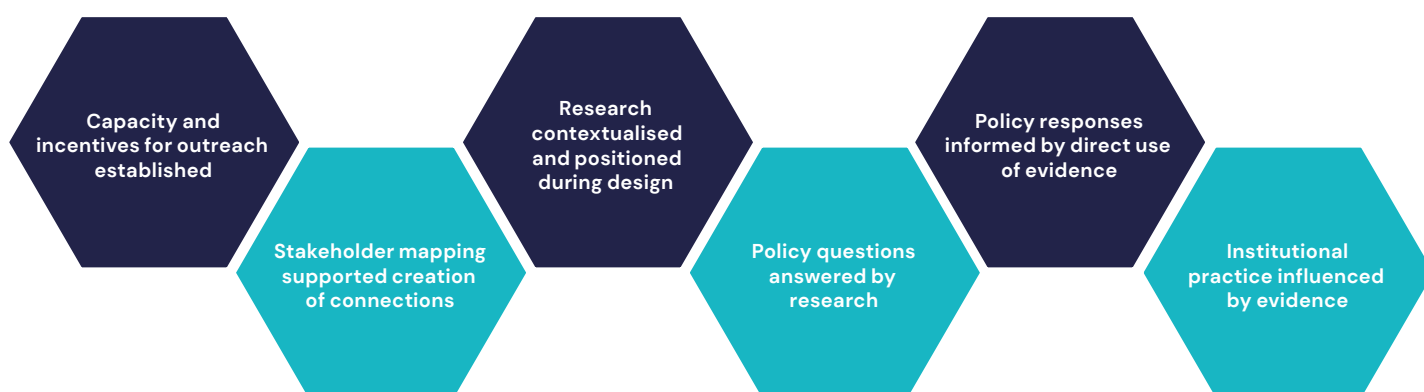 Capacity and
incentives for outreach
established
Stakeholder mapping
supported creation
of connections
Research
contextualised
and positioned
during design
Policy questions
answered by
research
Policy responses
informed by direct use
of evidence
Institutional
practice influenced
by evidence